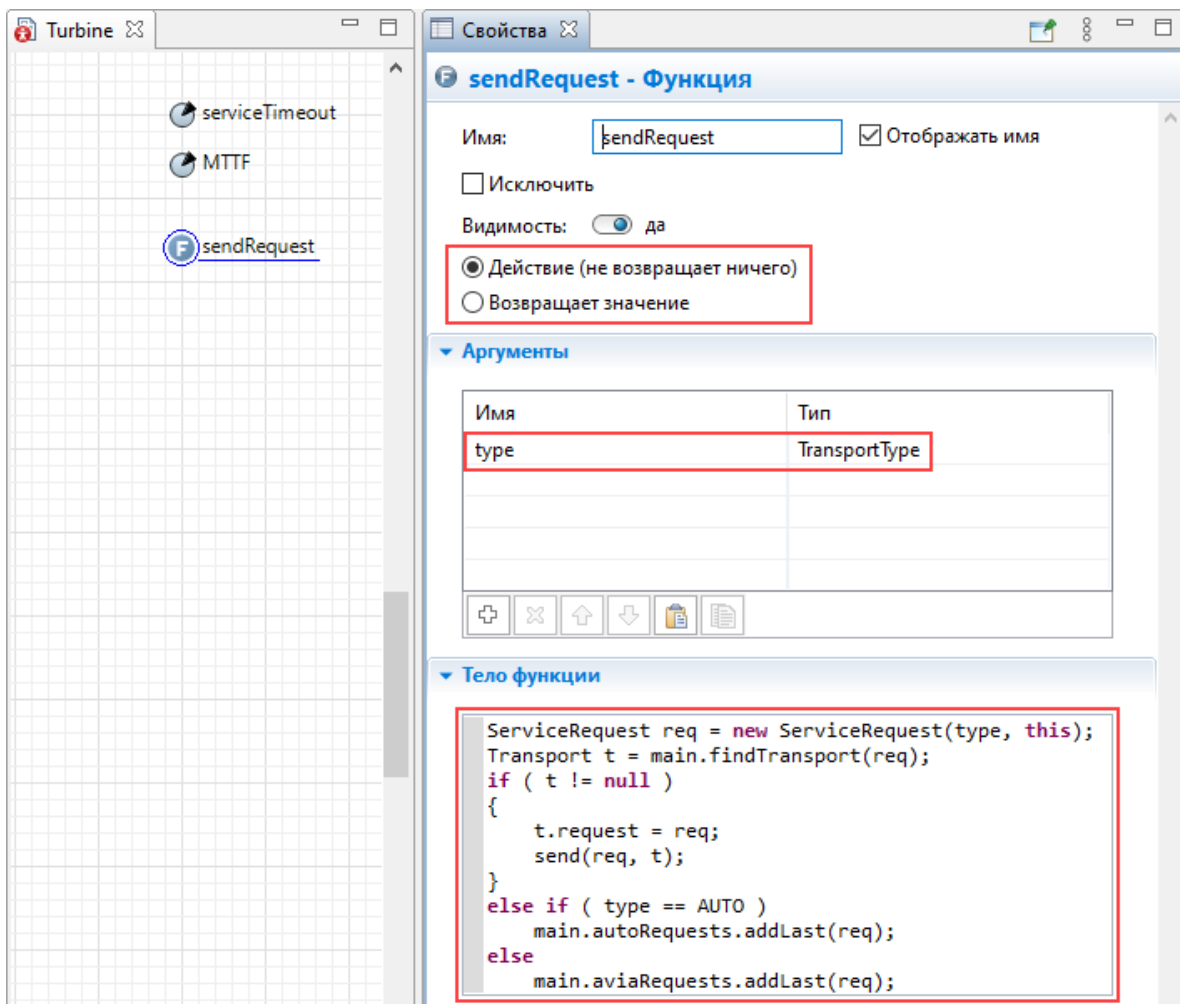 Turbine
serviceTimeout
MTTF
F sendRequest
Свойства
F sendRequest - Функция
Имя: sendRequest Отображать имя
Исключить
Видимость: да
Действие (не возвращает ничего)
Возвращает значение
Аргументы
Имя Тип
type TransportType
Тело функции
ServiceRequest req = new ServiceRequest(type, this);
Transport t = main.findTransport(req);
if ( t != null )
{
    t.request = req;
    send(req, t);
}
else if ( type == AUTO )
    main.autoRequests.addLast(req);
else
    main.aviaRequests.addLast(req);